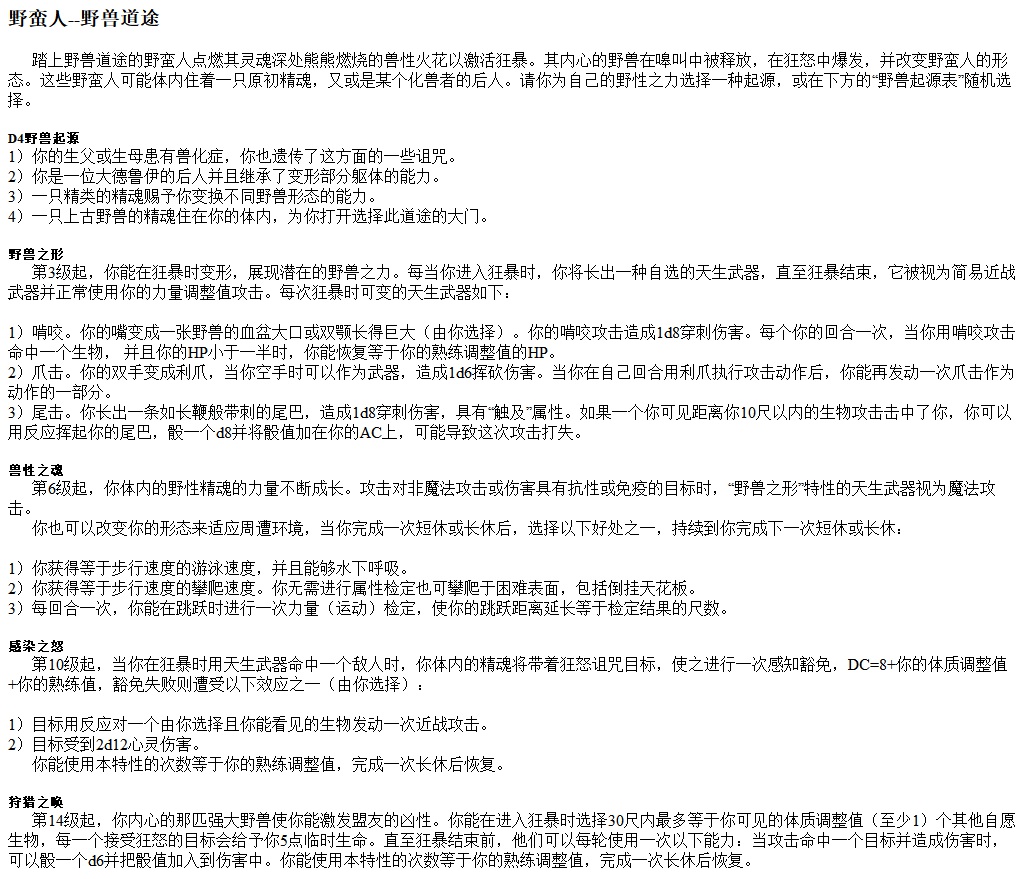 野蛮人--野兽道途
踏上野兽道途的野蛮人点燃其灵魂深处熊熊燃烧的兽性火花以激活狂暴。其内心的野兽在嗥叫中被释放，在狂怒中爆发，并改变野蛮人的形
态。这些野蛮人可能体内住着一只原初精魂，又或是某个化兽者的后人。请你为自己的野性之力选择一种起源，或在下方的“野兽起源表”随机选
择。
D4野兽起源
1）你的生父或生母患有兽化症，你也遗传了这方面的一些诅咒。
2）你是一位大德鲁伊的后人并且继承了变形部分躯体的能力。
3）一只精类的精魂赐予你变换不同野兽形态的能力。
4）一只上古野兽的精魂住在你的体内，为你打开选择此道途的大门。
野兽之形
第3级起，你能在狂暴时变形，展现潜在的野兽之力。每当你进入狂暴时，你将长出一种自选的天生武器，直至狂暴结束，它被视为简易近战
武器并正常使用你的力量调整值攻击。每次狂暴时可变的天生武器如下：
1）啃咬。你的嘴变成一张野兽的血盆大口或双颚长得巨大（由你选择）。你的啃咬攻击造成1d8穿刺伤害。每个你的回合一次，当你用啃咬攻击
命中一个生物， 并且你的HP小于一半时，你能恢复等于你的熟练调整值的HP。
2）爪击。你的双手变成利爪，当你空手时可以作为武器，造成1d6挥砍伤害。当你在自己回合用利爪执行攻击动作后，你能再发动一次爪击作为
动作的一部分。
3）尾击。你长出一条如长鞭般带刺的尾巴，造成1d8穿刺伤害，具有“触及”属性。如果一个你可见距离你10尺以内的生物攻击击中了你，你可以
用反应挥起你的尾巴，骰一个d8并将骰值加在你的AC上，可能导致这次攻击打失。
兽性之魂
第6级起，你体内的野性精魂的力量不断成长。攻击对非魔法攻击或伤害具有抗性或免疫的目标时，“野兽之形”特性的天生武器视为魔法攻
击。
你也可以改变你的形态来适应周遭环境，当你完成一次短休或长休后，选择以下好处之一，持续到你完成下一次短休或长休：
1）你获得等于步行速度的游泳速度，并且能够水下呼吸。
2）你获得等于步行速度的攀爬速度。你无需进行属性检定也可攀爬于困难表面，包括倒挂天花板。
3）每回合一次，你能在跳跃时进行一次力量（运动）检定，使你的跳跃距离延长等于检定结果的尺数。
感染之怒
第10级起，当你在狂暴时用天生武器命中一个敌人时，你体内的精魂将带着狂怒诅咒目标，使之进行一次感知豁免，DC=8+你的体质调整值
+你的熟练值，豁免失败则遭受以下效应之一（由你选择）：
1）目标用反应对一个由你选择且你能看见的生物发动一次近战攻击。
2）目标受到2d12心灵伤害。
你能使用本特性的次数等于你的熟练调整值，完成一次长休后恢复。
狩猎之唤
第14级起，你内心的那匹强大野兽使你能激发盟友的凶性。你能在进入狂暴时选择30尺内最多等于你可见的体质调整值（至少1）个其他自愿
生物，每一个接受狂怒的目标会给予你5点临时生命。直至狂暴结束前，他们可以每轮使用一次以下能力：当攻击命中一个目标并造成伤害时，
可以骰一个d6并把骰值加入到伤害中。你能使用本特性的次数等于你的熟练调整值，完成一次长休后恢复。